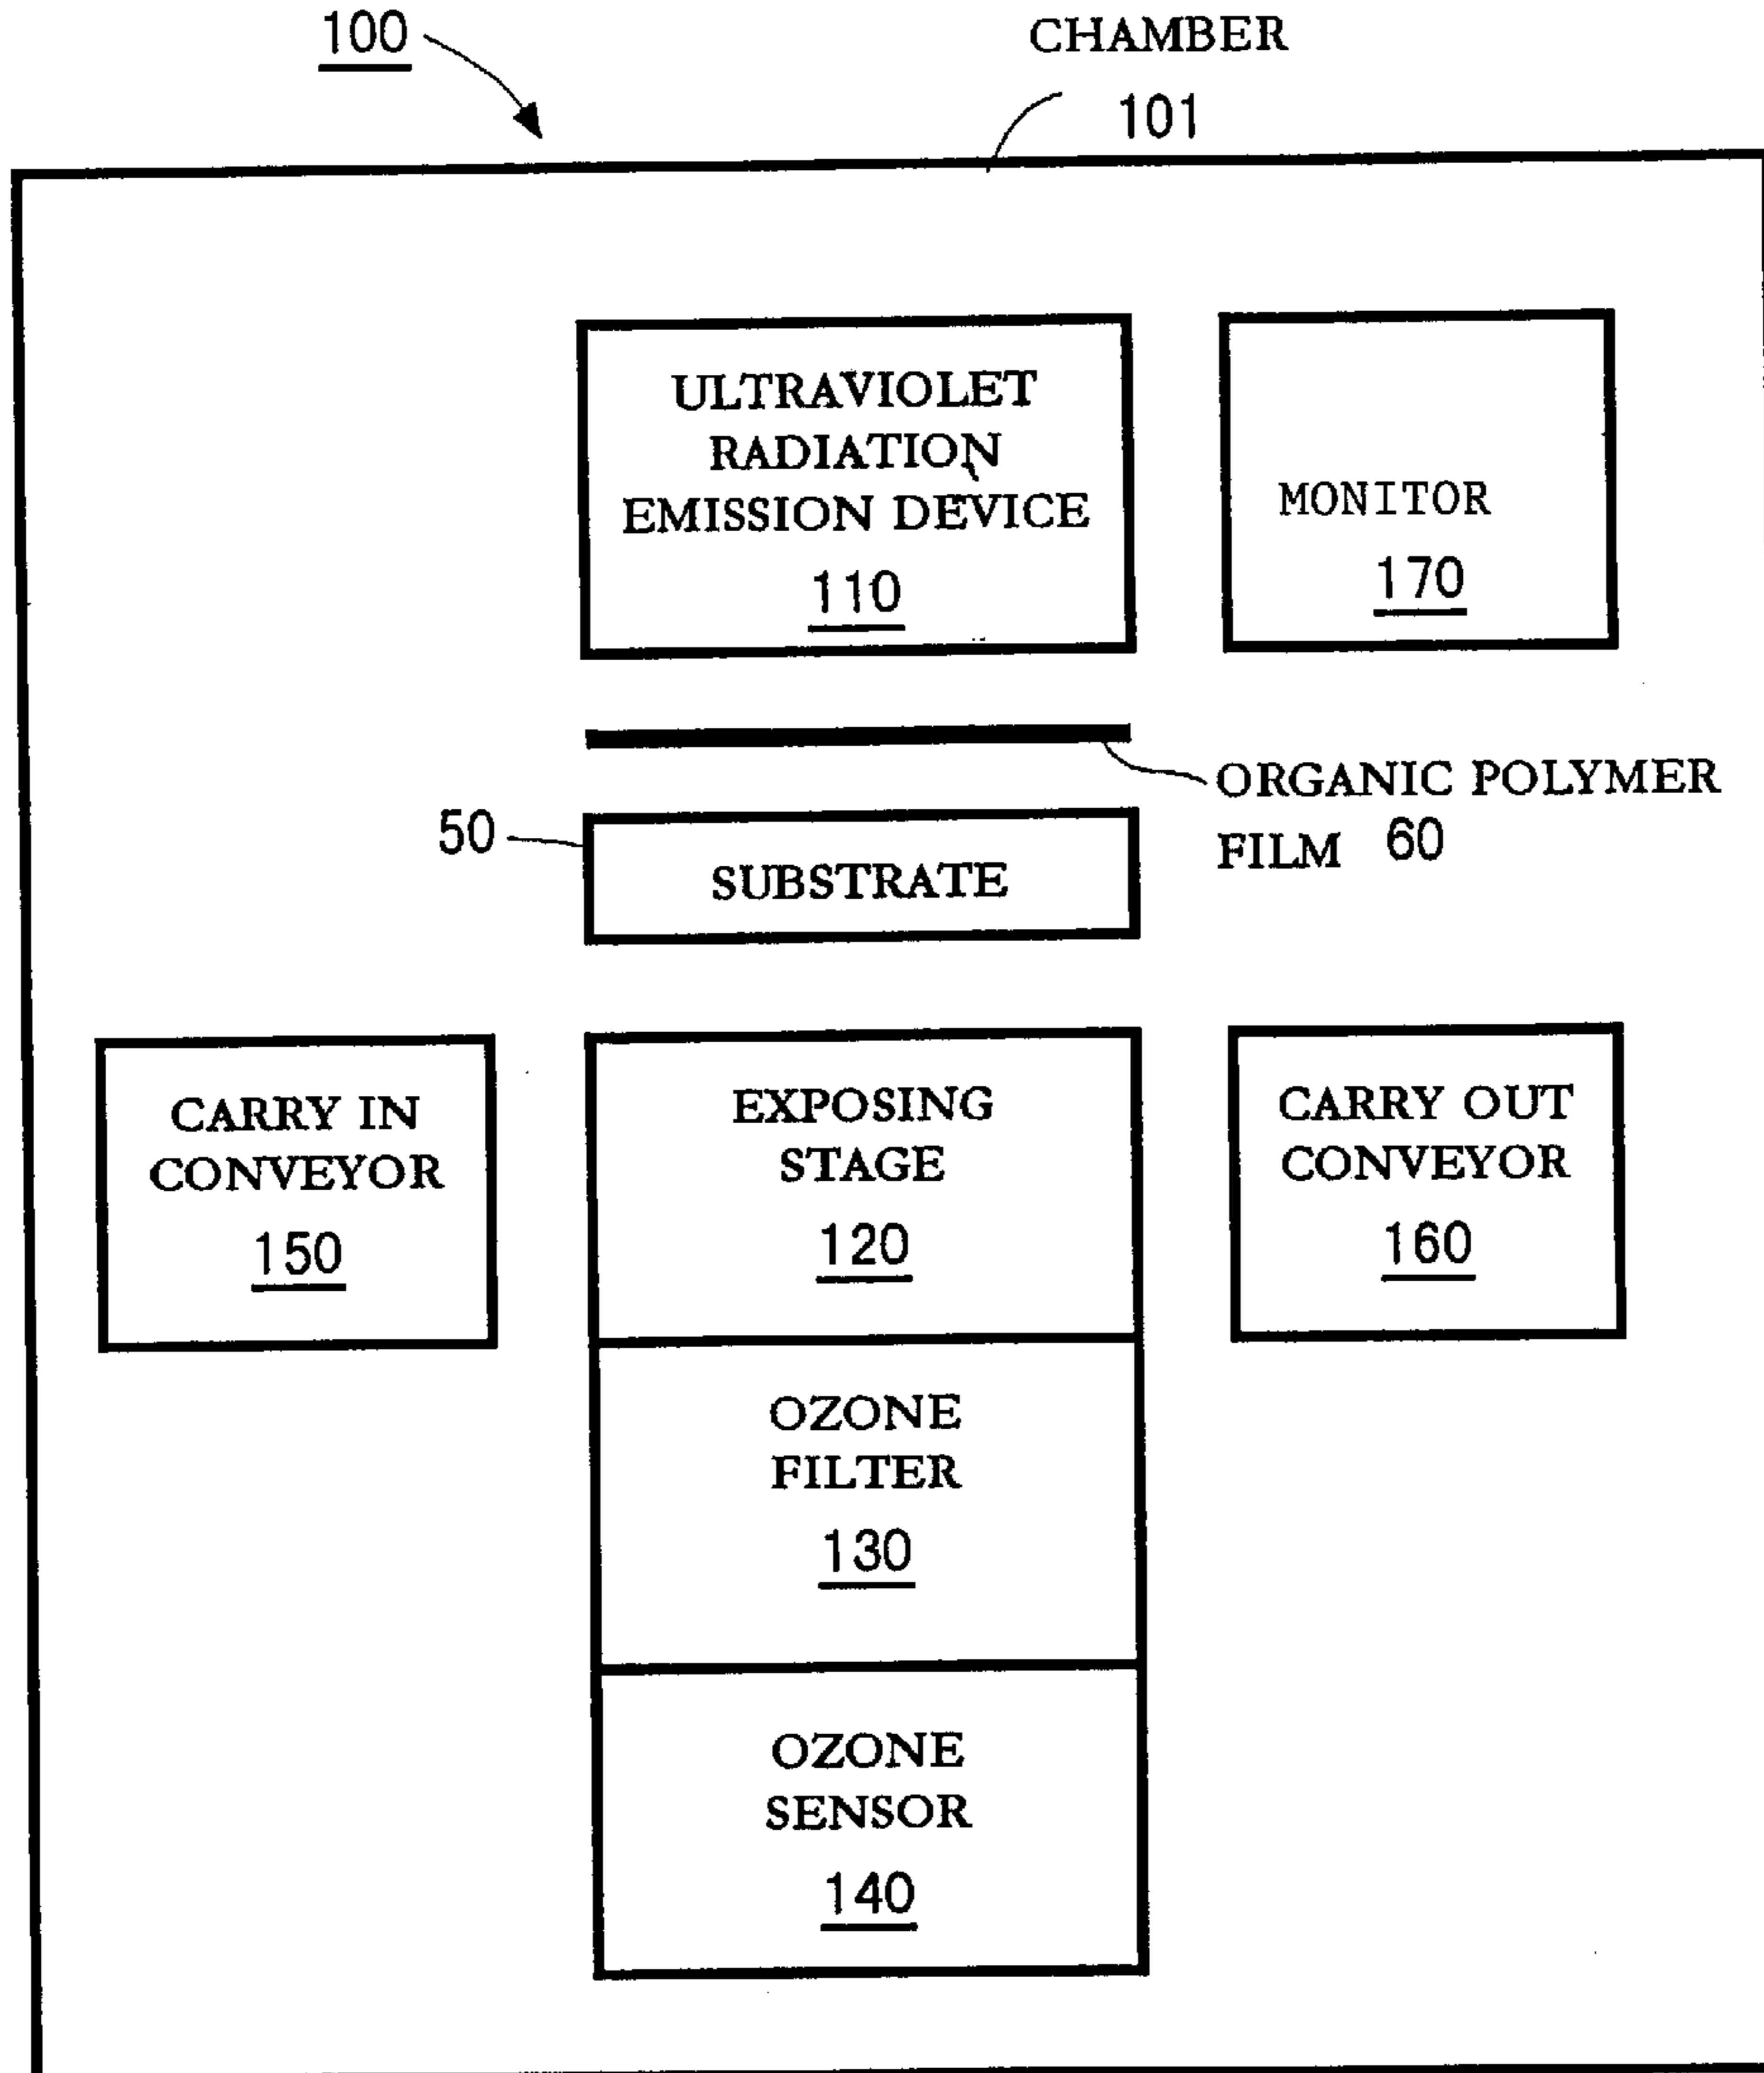 100
CHAMBER
101
ULTRAVIOLET
RADIATION
EMISSION DEVICE
110
MONITOR
170
ORGANIC POLYMER
FILM 60
50
SUBSTRATE
CARRY IN
CONVEYOR
150
EXPOSING
STAGE
120
CARRY OUT
CONVEYOR
160
OZONE
FILTER
130
OZONE
SENSOR
140